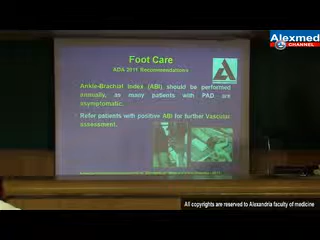 Alexmed
CHANNEL
Foot Care
ADA 2011 Recommendations
Ankle-Brachial Index (ABI) should be performed
annually, as many patients with PAD are
asymptomatic.
Refer patients with positive ABI for further Vascular
assessment.
All copyrights are reserved to Alexandria faculty of medicine